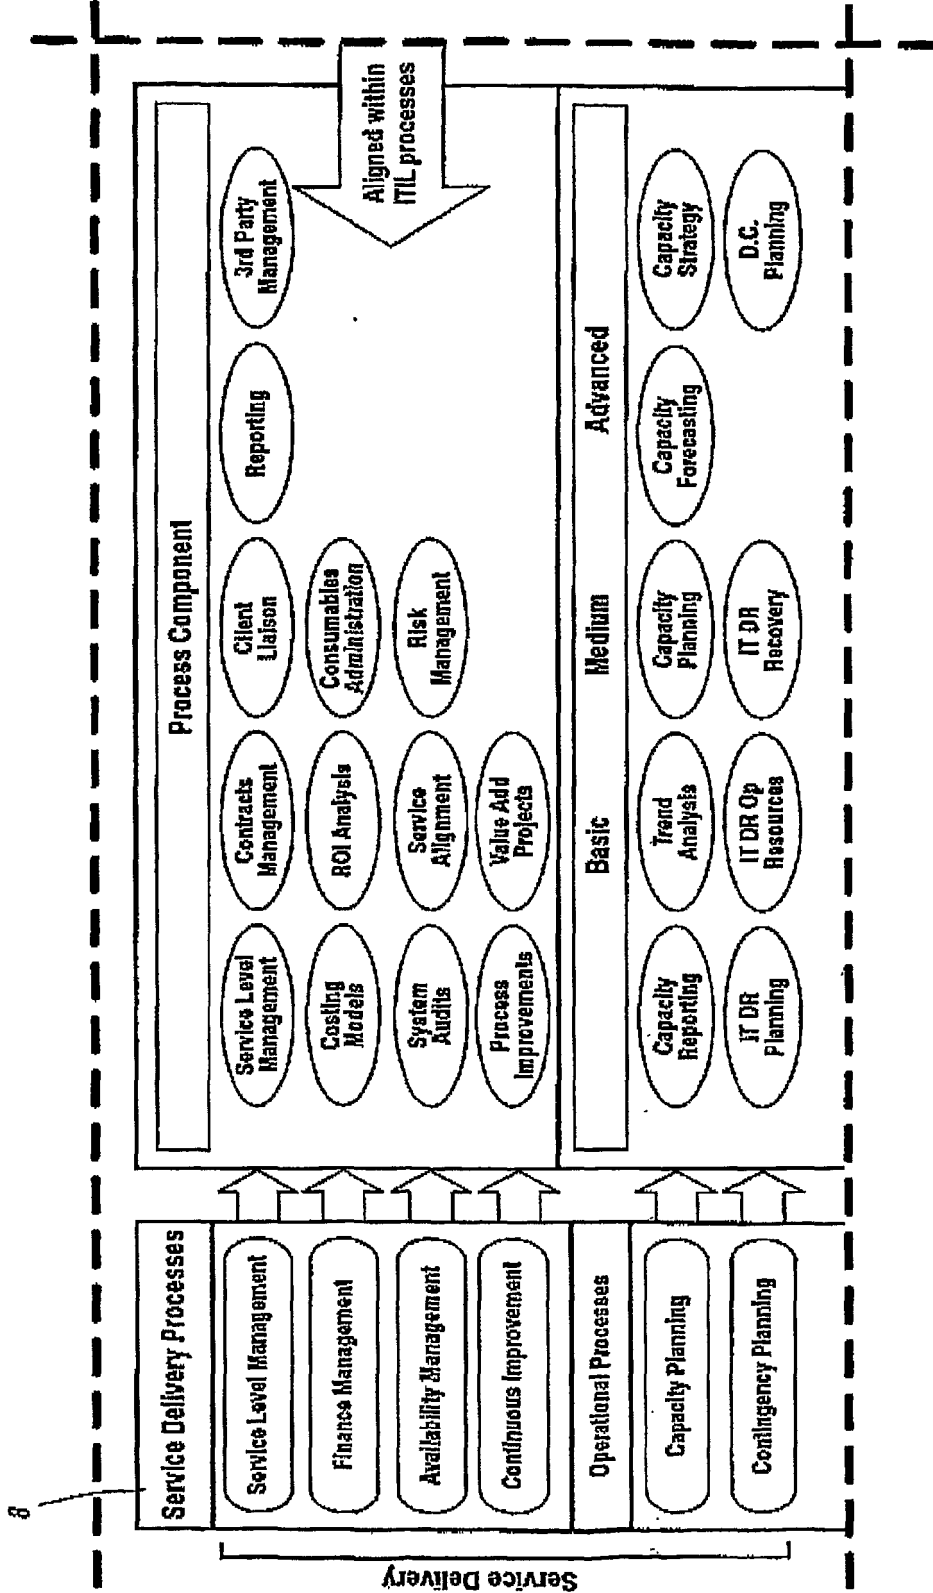 8
Service Delivery
Service Delivery Processes
Process Component
Service Level Management
Service Level
Management
Contracts
Management
Client
Liaison
Reporting
3rd Party
Management
Finance Management
Costing
Models
ROI Analysis
Consumables
Administration
Aligned within
ITIL processes
Availability Management
System
Audits
Service
Alignment
Risk
Management
Continuous Improvement
Process
Improvements
Value Add
Projects
Operational Processes
Basic
Medium
Advanced
Capacity Planning
Capacity
Reporting
Trend
Analysis
Capacity
Planning
Capacity
Forecasting
Capacity
Strategy
Contingency Planning
IT DR
Planning
IT DR Op
Resources
IT DR
Recovery
D.C.
Planning